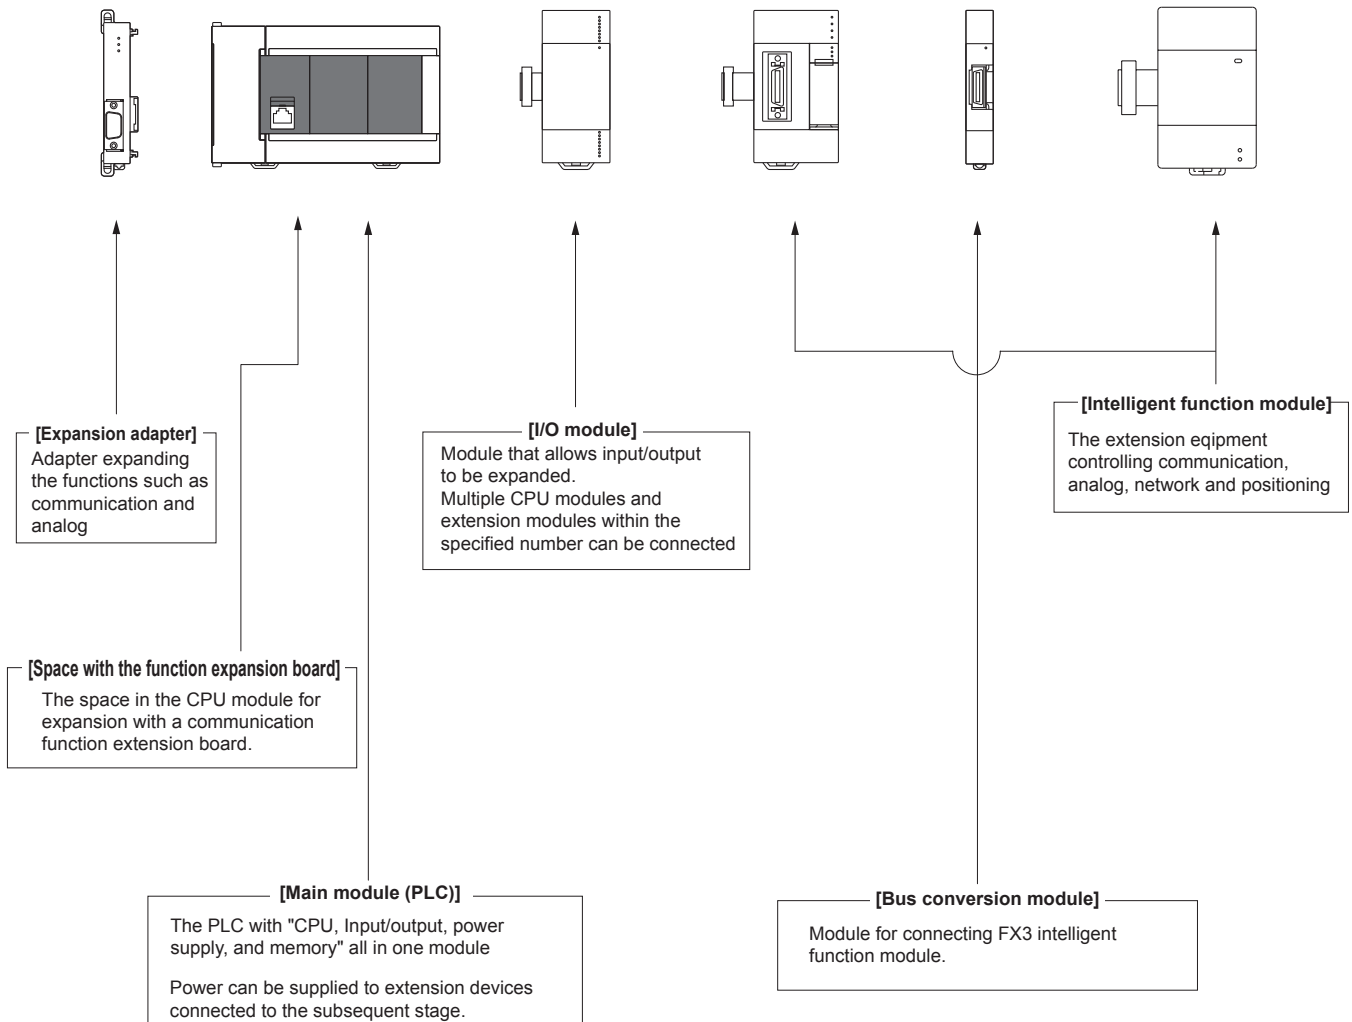 [Expansion adapter]
Adapter expanding
the functions such as
communication and
analog
[I/O module]
Module that allows input/output
to be expanded.
Multiple CPU modules and
extension modules within the
specified number can be connected
[Intelligent function module]
The extension eqipment
controlling communication,
analog, network and positioning
[Space with the function expansion board]
The space in the CPU module for
expansion with a communication
function extension board.
[Main module (PLC)]
The PLC with "CPU, Input/output, power
supply, and memory" all in one module
Power can be supplied to extension devices
connected to the subsequent stage.
[Bus conversion module]
Module for connecting FX3 intelligent
function module.